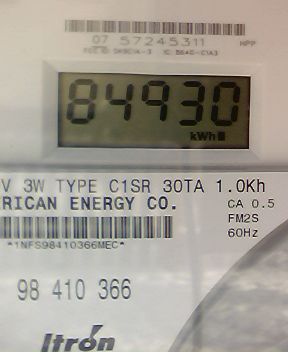 07 57245311 HPP
84930
kWh
V 3W TYPE C1SR 30TA 1.0Kh
RICAN ENERGY CO. CA 0.5
FM2S
60Hz
*1NFS98410366MEC*
98 410 366
Itron